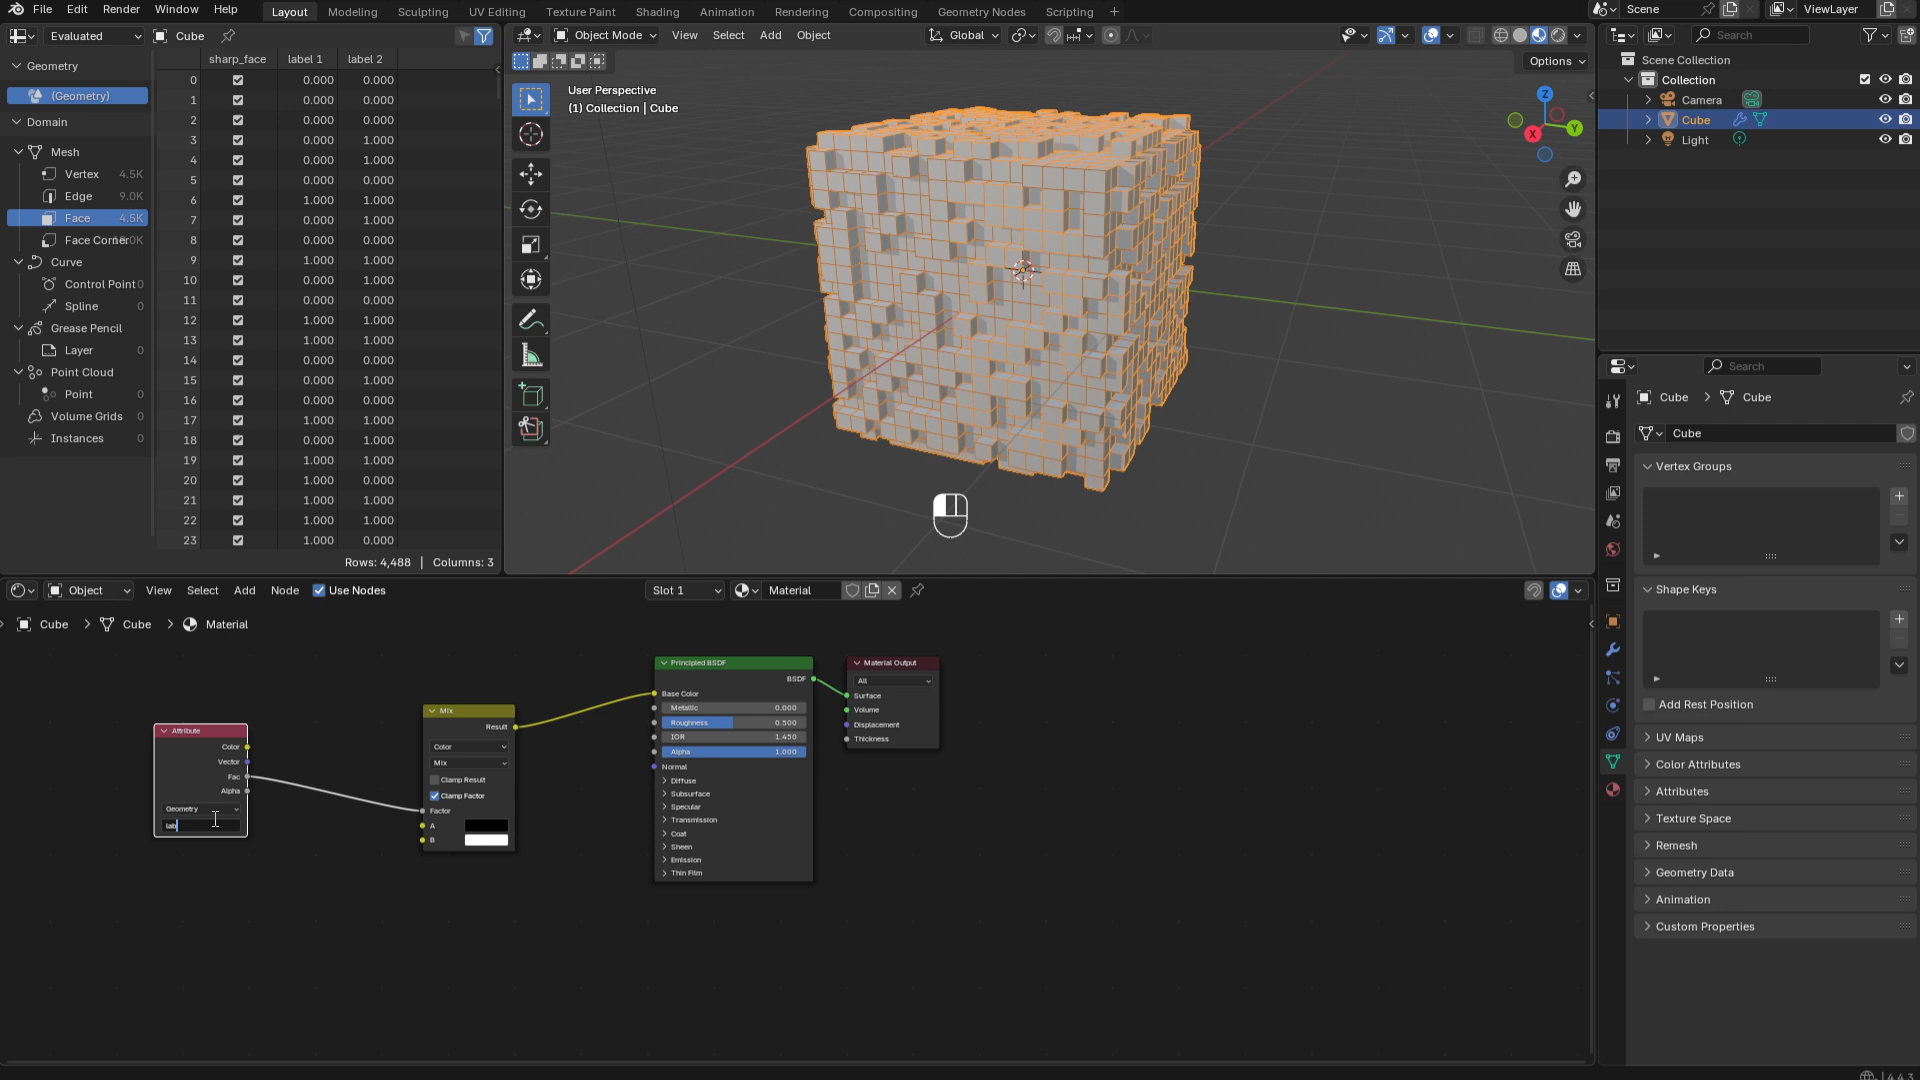 File Edit Render Window Help Layout Modeling Sculpting UV Editing Texture Paint Shading Animation Rendering Compositing Geometry Nodes Scripting + Scene ViewLayer
Evaluated Cube
sharp_face label 1 label 2
Geometry
(Geometry)
Domain
Mesh
Vertex 4.5K
Edge 9.0K
Face 4.5K
Face Corner
Curve
Control Point 0
Spline 0
Grease Pencil
Layer 0
Point Cloud
Point 0
Volume Grids 0
Instances 0
0 0.000 0.000
1 0.000 0.000
2 0.000 0.000
3 0.000 1.000
4 0.000 1.000
5 0.000 0.000
6 1.000 0.000
7 0.000 1.000
8 0.000 0.000
9 1.000 0.000
10 0.000 1.000
11 0.000 0.000
12 1.000 1.000
13 1.000 1.000
14 0.000 0.000
15 0.000 1.000
16 0.000 0.000
17 1.000 1.000
18 0.000 1.000
19 1.000 1.000
20 0.000 1.000
21 1.000 1.000
22 1.000 1.000
23 1.000 0.000
Rows: 4,488 | Columns: 3
Object Mode View Select Add Object Global
Options
User Perspective
(1) Collection | Cube
Z
Y
X
Search
Scene Collection
Collection
Camera
Cube
Light
Search
Cube > Cube
Cube
Vertex Groups
Shape Keys
Add Rest Position
UV Maps
Color Attributes
Attributes
Texture Space
Remesh
Geometry Data
Animation
Custom Properties
Object View Select Add Node Use Nodes Slot 1 Material
Cube > Cube > Material
Attribute
Color
Vector
Fac
Alpha
Geometry
lab
Mix
Result
Color
Mix
Clamp Result
Clamp Factor
Factor
A
B
Principled BSDF
BSDF
Base Color
Metallic 0.000
Roughness 0.500
IOR 1.450
Alpha 1.000
Normal
Diffuse
Subsurface
Specular
Transmission
Coat
Sheen
Emission
Thin Film
Material Output
All
Surface
Volume
Displacement
Thickness
4.4.3